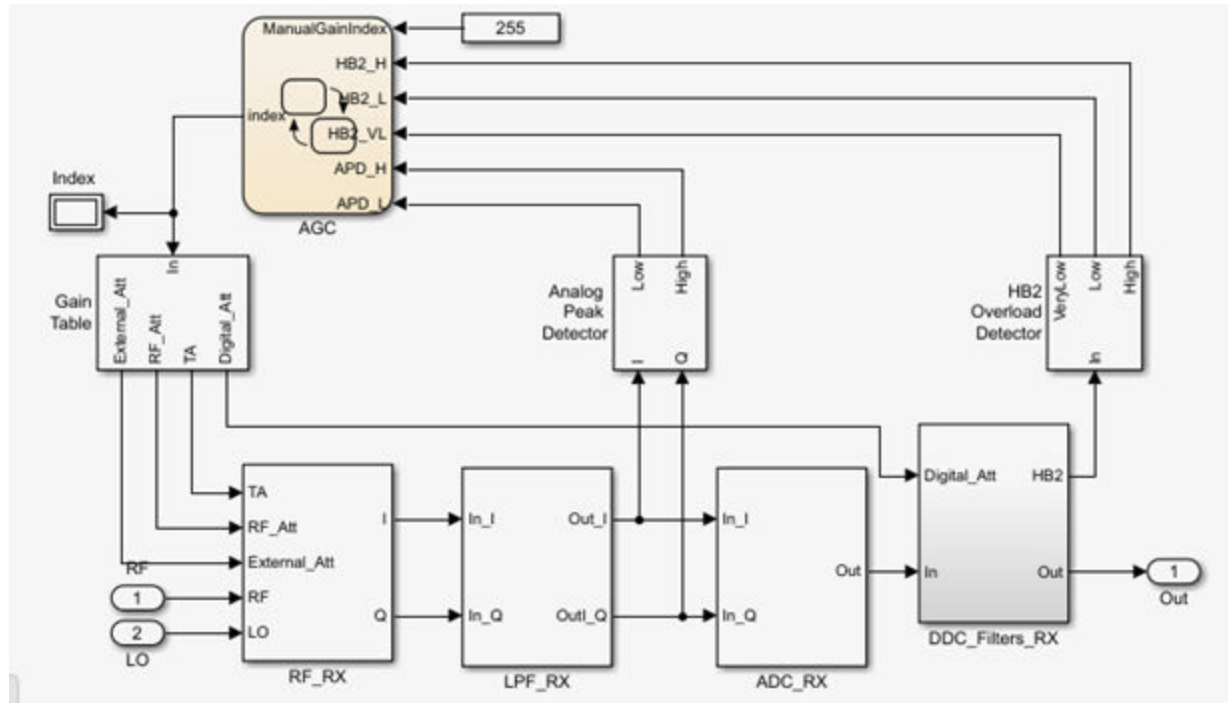 ManualGainIndex
255
HB2_H
HB2_L
index
HB2_VL
APD_H
APD_L
AGC
Index
In
External_Att
RF_Att
TA
Digital_Att
Gain
Table
Low
High
I
Q
Analog
Peak
Detector
VeryLow
Low
High
In
HB2
Overload
Detector
TA
RF_Att
External_Att
RF
LO
I
Q
RF_RX
RF
1
2
LO
In_I
In_Q
Out_I
OutI_Q
LPF_RX
In_I
In_Q
Out
ADC_RX
Digital_Att
In
HB2
Out
DDC_Filters_RX
1
Out